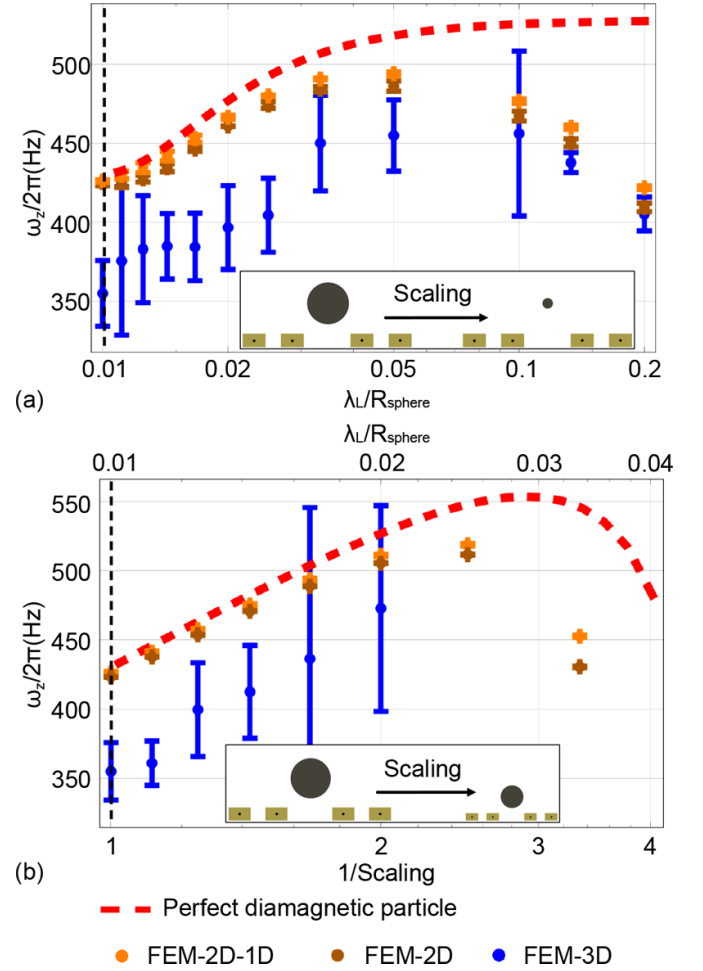 500
450
400
350
ω_z/2π(Hz)
Scaling
0.01 0.02 0.05 0.1 0.2
(a)
λ_L/R_sphere
λ_L/R_sphere
0.01 0.02 0.03 0.04
550
500
450
400
350
ω_z/2π(Hz)
Scaling
1 2 3 4
(b)
1/Scaling
Perfect diamagnetic particle
FEM-2D-1D FEM-2D FEM-3D